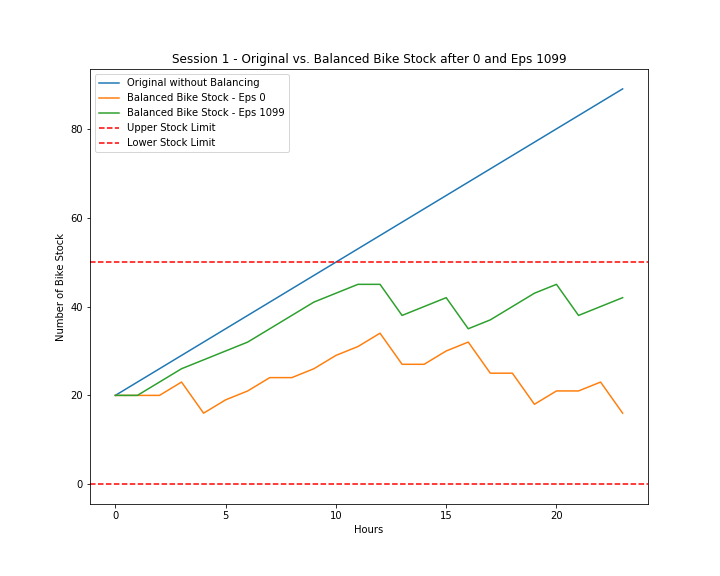 Session 1 - Original vs. Balanced Bike Stock after 0 and Eps 1099
Original without Balancing
Balanced Bike Stock - Eps 0
Balanced Bike Stock - Eps 1099
Upper Stock Limit
Lower Stock Limit
Number of Bike Stock
80
60
40
20
0
0 5 10 15 20
Hours